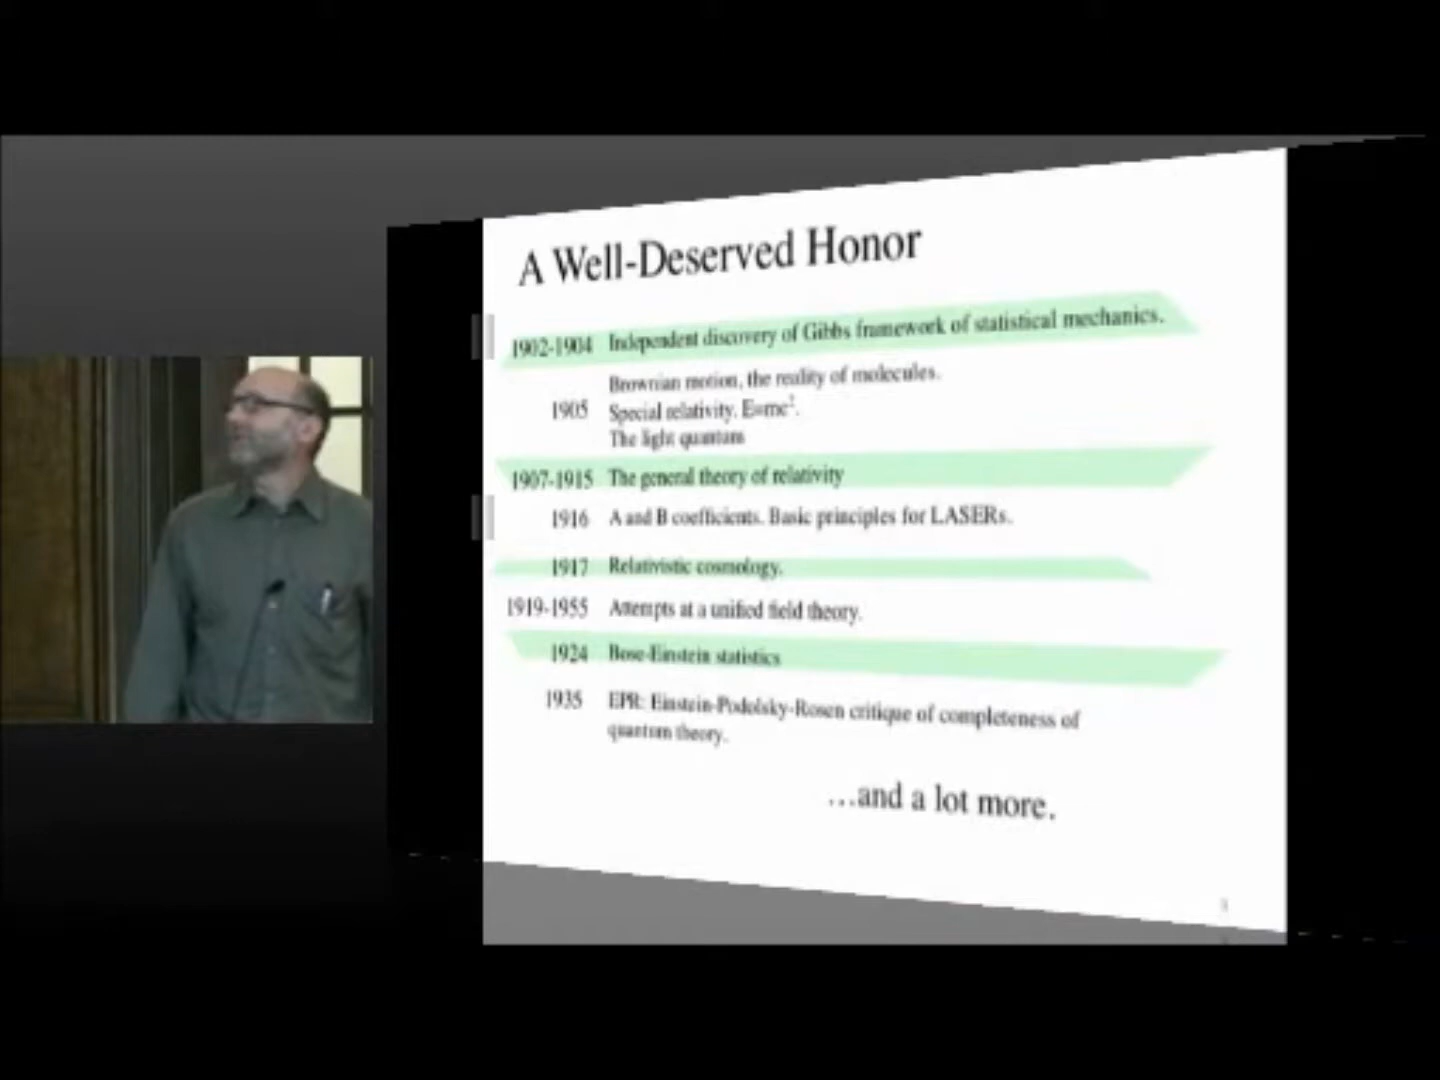 A Well-Deserved Honor
1902-1904 Independent discovery of Gibbs framework of statistical mechanics.
Brownian motion, the reality of molecules.
1905 Special relativity. E=mc².
The light quantum
1907-1915 The general theory of relativity
1916 A and B coefficients. Basic principles for LASERs.
1917 Relativistic cosmology.
1919-1955 Attempts at a unified field theory.
1924 Bose-Einstein statistics
1935 EPR: Einstein-Podolsky-Rosen critique of completeness of
quantum theory.
...and a lot more.